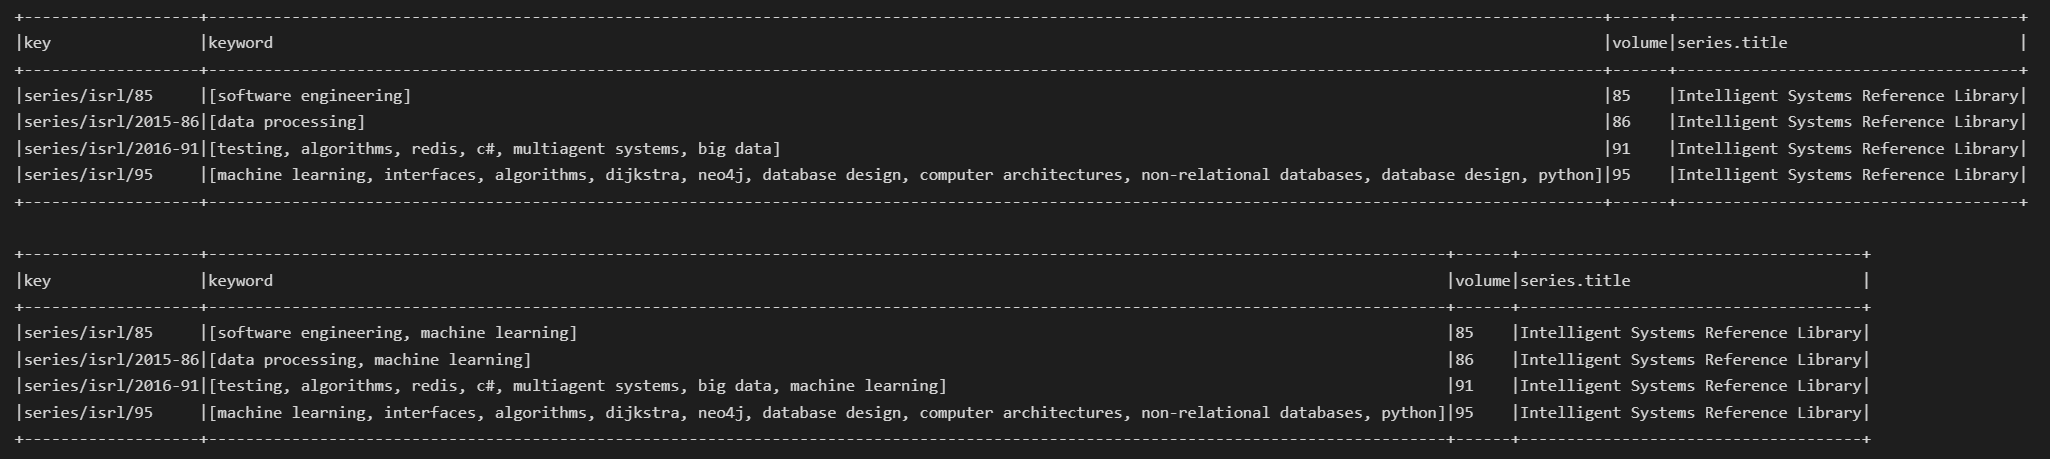 +-------------------+-------------------------------------------------------------------------------------------------------------------------------------------------------+------+-------------------------------------+
|key                |keyword                                                                                                                                                |volume|series.title                         |
+-------------------+-------------------------------------------------------------------------------------------------------------------------------------------------------+------+-------------------------------------+
|series/isrl/85     |[software engineering]                                                                                                                                 |85    |Intelligent Systems Reference Library|
|series/isrl/2015-86|[data processing]                                                                                                                                      |86    |Intelligent Systems Reference Library|
|series/isrl/2016-91|[testing, algorithms, redis, c#, multiagent systems, big data]                                                                                         |91    |Intelligent Systems Reference Library|
|series/isrl/95     |[machine learning, interfaces, algorithms, dijkstra, neo4j, database design, computer architectures, non-relational databases, database design, python]|95    |Intelligent Systems Reference Library|
+-------------------+-------------------------------------------------------------------------------------------------------------------------------------------------------+------+-------------------------------------+

+-------------------+--------------------------------------------------------------------------------------------------------------------------------------+------+-------------------------------------+
|key                |keyword                                                                                                                               |volume|series.title                         |
+-------------------+--------------------------------------------------------------------------------------------------------------------------------------+------+-------------------------------------+
|series/isrl/85     |[software engineering, machine learning]                                                                                              |85    |Intelligent Systems Reference Library|
|series/isrl/2015-86|[data processing, machine learning]                                                                                                   |86    |Intelligent Systems Reference Library|
|series/isrl/2016-91|[testing, algorithms, redis, c#, multiagent systems, big data, machine learning]                                                      |91    |Intelligent Systems Reference Library|
|series/isrl/95     |[machine learning, interfaces, algorithms, dijkstra, neo4j, database design, computer architectures, non-relational databases, python]|95    |Intelligent Systems Reference Library|
+-------------------+--------------------------------------------------------------------------------------------------------------------------------------+------+-------------------------------------+